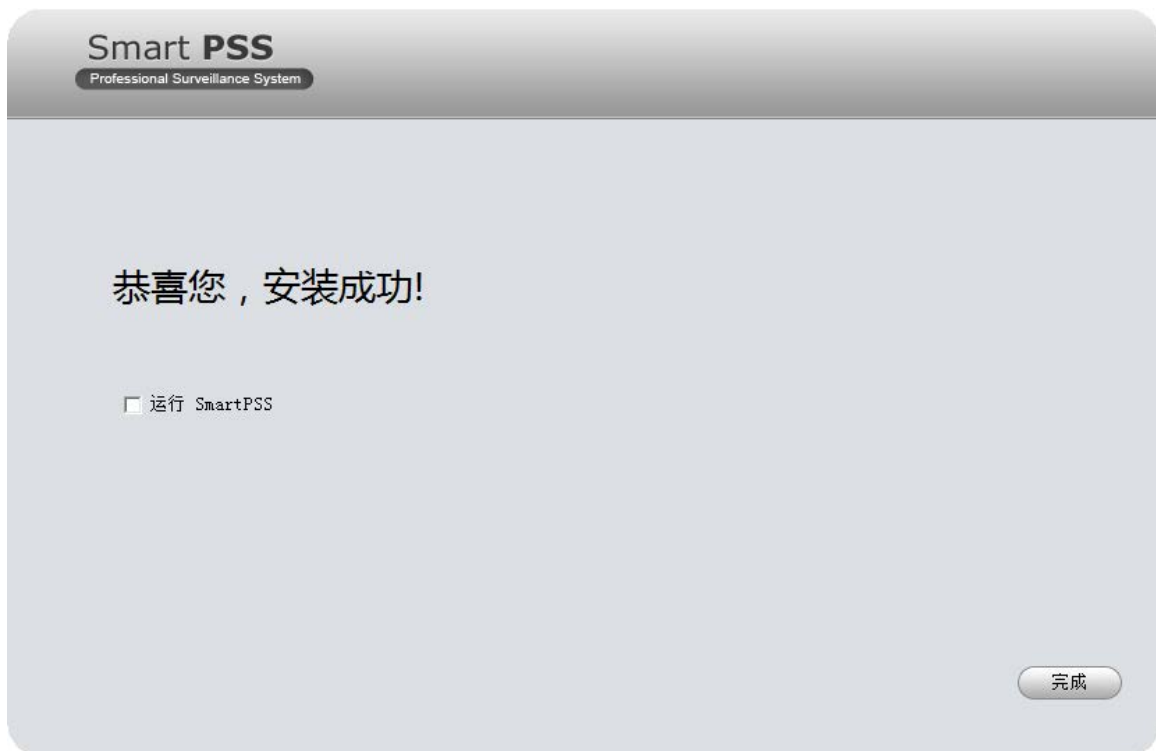 Smart PSS
Professional Surveillance System
恭喜您，安装成功!
运行 SmartPSS
完成